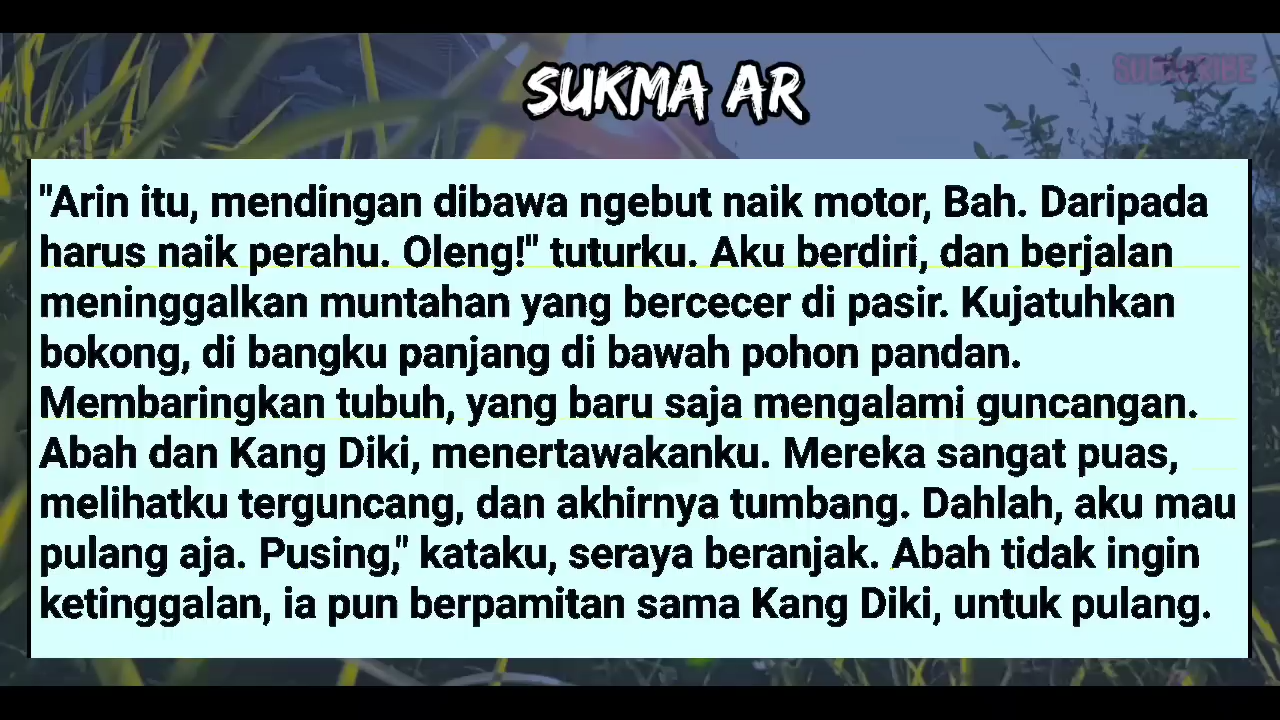 SUKMA AR
SUBSCRIBE
"Arin itu, mendingan dibawa ngebut naik motor, Bah. Daripada
harus naik perahu. Oleng!" tuturku. Aku berdiri, dan berjalan
meninggalkan muntahan yang bercecer di pasir. Kujatuhkan
bokong, di bangku panjang di bawah pohon pandan.
Membaringkan tubuh, yang baru saja mengalami guncangan.
Abah dan Kang Diki, menertawakanku. Mereka sangat puas,
melihatku terguncang, dan akhirnya tumbang. Dahlah, aku mau
pulang aja. Pusing," kataku, seraya beranjak. Abah tidak ingin
ketinggalan, ia pun berpamitan sama Kang Diki, untuk pulang.